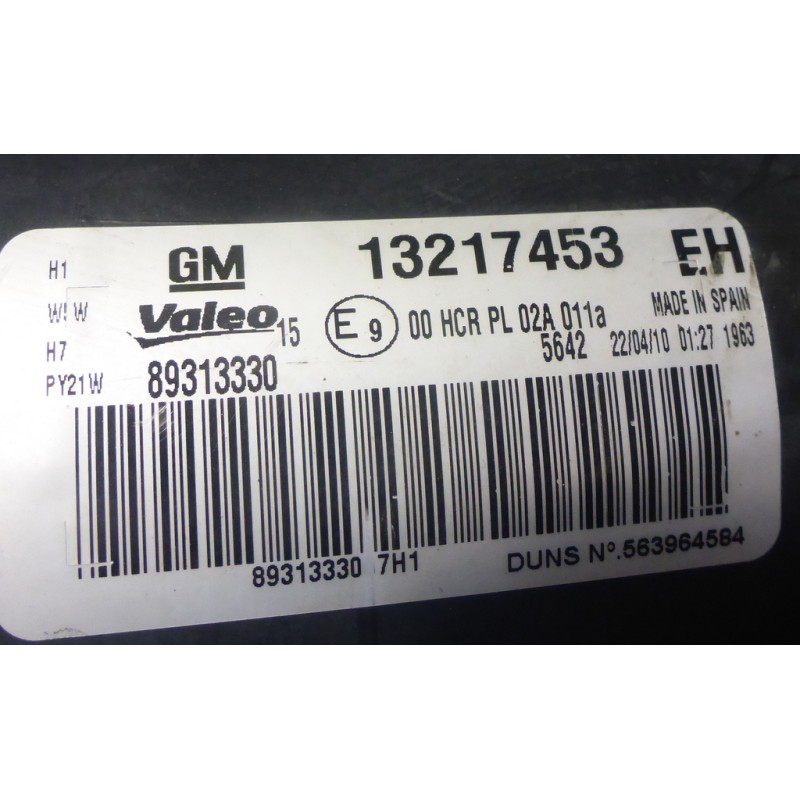 H1 GM 13217453 EH
Valeo 15 E9 00 HCR PL 02A 011a MADE IN SPAIN
H7 5642 22/04/10 01:27 1963
PY21W 89313330
89313330 7H1 DUNS Nº.563964584